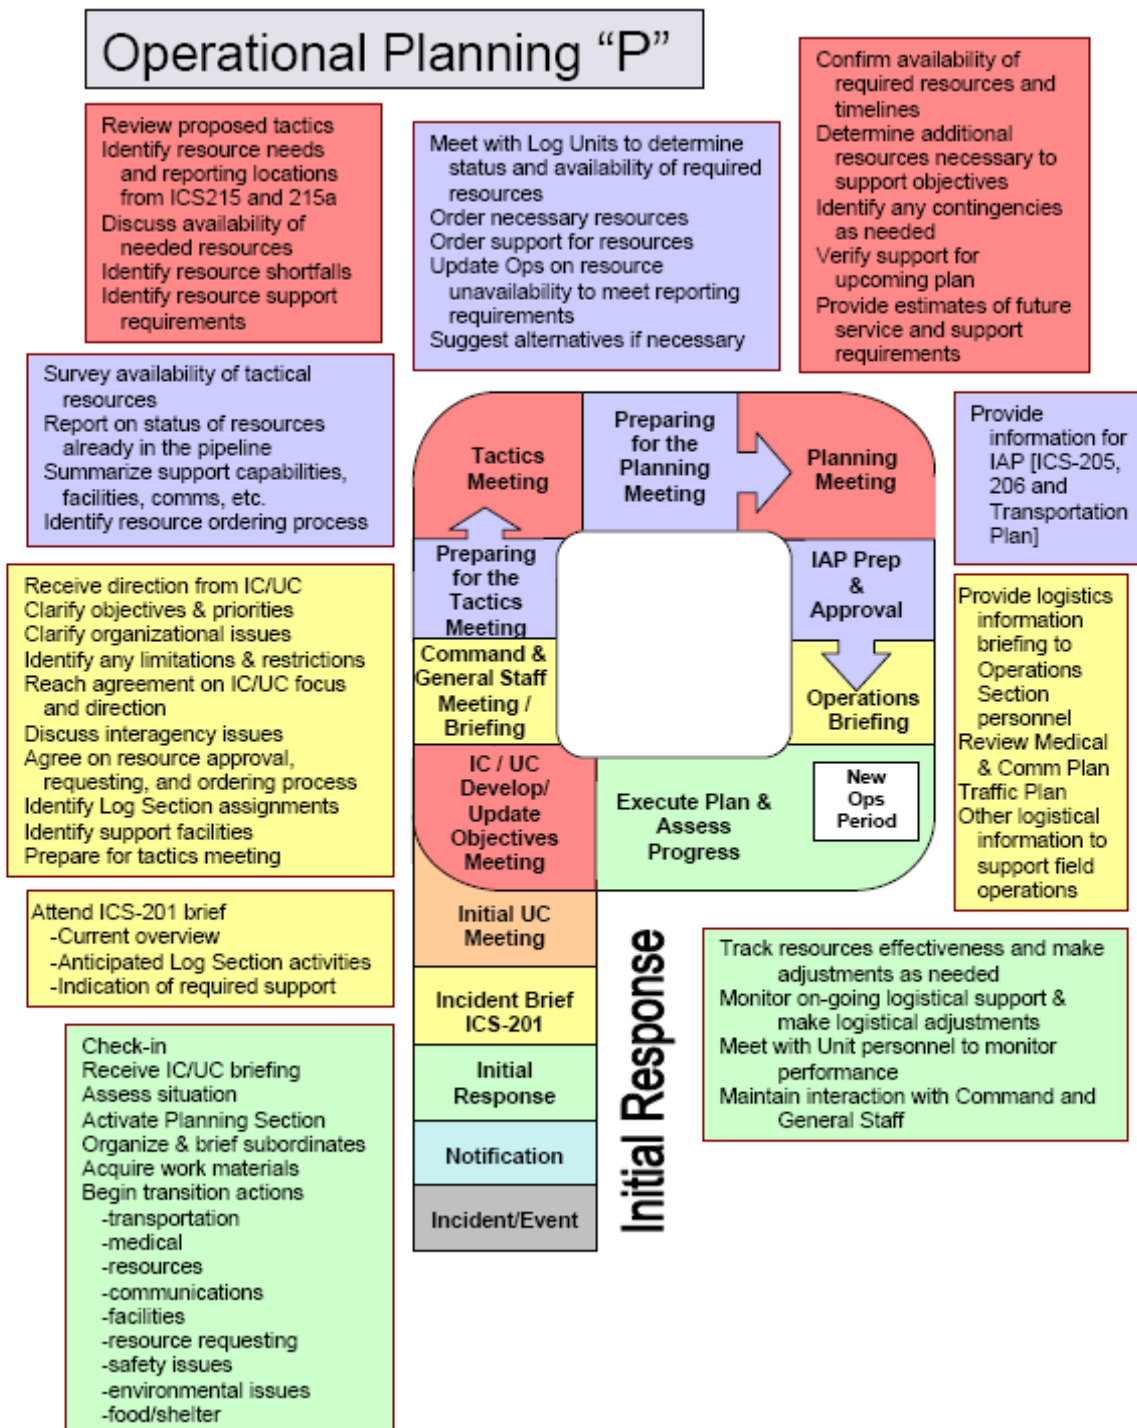 Operational Planning “P”
Review proposed tactics
Identify resource needs
and reporting locations
from ICS215 and 215a
Discuss availability of
needed resources
Identify resource shortfalls
Identify resource support
requirements
Meet with Log Units to determine
status and availability of required
resources
Order necessary resources
Order support for resources
Update Ops on resource
unavailability to meet reporting
requirements
Suggest alternatives if necessary
Confirm availability of
required resources and
timelines
Determine additional
resources necessary to
support objectives
Identify any contingencies
as needed
Verify support for
upcoming plan
Provide estimates of future
service and support
requirements
Survey availability of tactical
resources
Report on status of resources
already in the pipeline
Summarize support capabilities,
facilities, comms, etc.
Identify resource ordering process
Tactics
Meeting
Preparing
for the
Planning
Meeting
Planning
Meeting
Provide
information for
IAP [ICS-205,
206 and
Transportation
Plan]
Preparing
for the
Tactics
Meeting
IAP Prep
&
Approval
Receive direction from IC/UC
Clarify objectives & priorities
Clarify organizational issues
Identify any limitations & restrictions
Reach agreement on IC/UC focus
and direction
Discuss interagency issues
Agree on resource approval,
requesting, and ordering process
Identify Log Section assignments
Identify support facilities
Prepare for tactics meeting
Command &
General Staff
Meeting /
Briefing
Operations
Briefing
Provide logistics
information
briefing to
Operations
Section
personnel
Review Medical
& Comm Plan
Traffic Plan
Other logistical
information to
support field
operations
IC / UC
Develop/
Update
Objectives
Meeting
Execute Plan &
Assess
Progress
New
Ops
Period
Attend ICS-201 brief
-Current overview
-Anticipated Log Section activities
-Indication of required support
Initial UC
Meeting
Incident Brief
ICS-201
Initial
Response
Notification
Incident/Event
Initial Response
Track resources effectiveness and make
adjustments as needed
Monitor on-going logistical support &
make logistical adjustments
Meet with Unit personnel to monitor
performance
Maintain interaction with Command and
General Staff
Check-in
Receive IC/UC briefing
Assess situation
Activate Planning Section
Organize & brief subordinates
Acquire work materials
Begin transition actions
-transportation
-medical
-resources
-communications
-facilities
-resource requesting
-safety issues
-environmental issues
-food/shelter